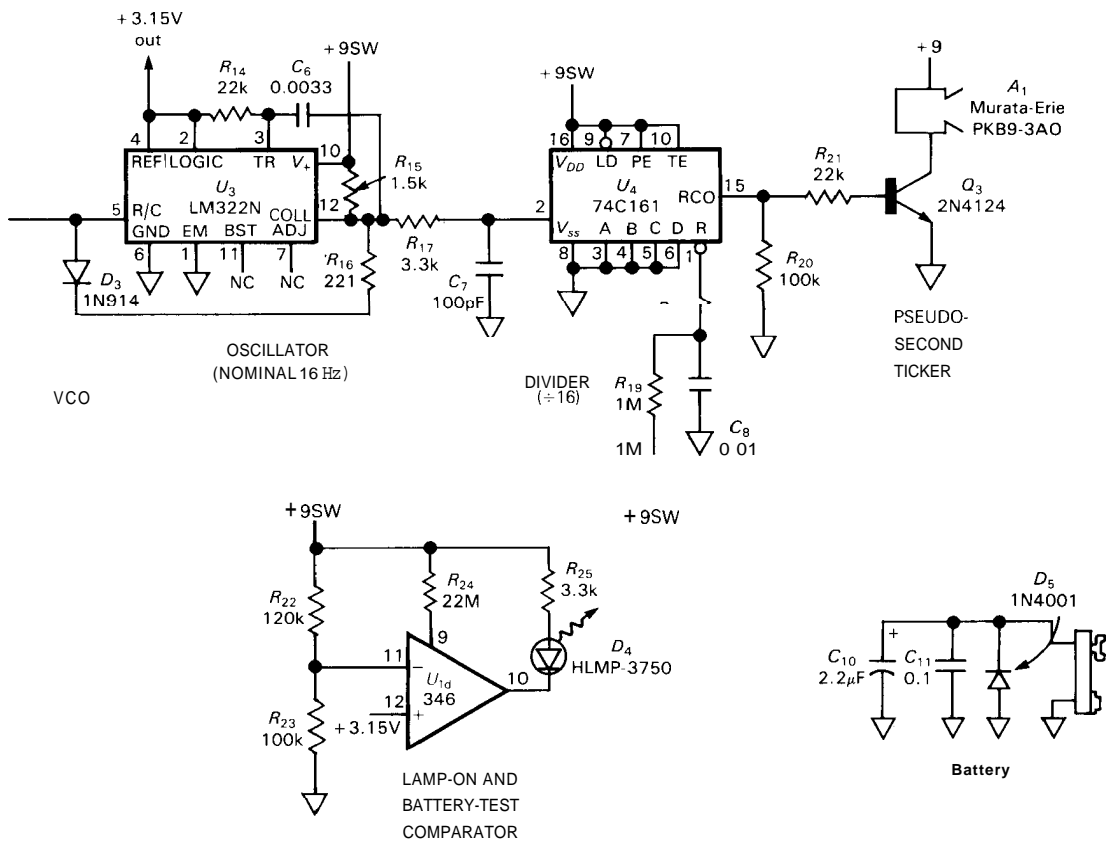 + 3.15V
out
R14
22k
C6
0.0033
+ 9SW
4
2
3
10
REF
LOGIC
TR
V+
R15
1.5k
U3
LM322N
5
R/C
12
COLL
GND
EM
BST
ADJ
6
1
11
7
NC
NC
D3
1N914
R16
221
R17
3.3k
C7
100pF
OSCILLATOR
(NOMINAL 16 Hz)
VCO
+ 9SW
16
9
7
10
VDD
LD
PE
TE
U4
74C161
RCO
15
2
Vss
A
B
C
D
R
8
3
4
5
6
1
R21
22k
R20
100k
+ 9
A1
Murata-Erie
PKB9-3AO
Q3
2N4124
PSEUDO-
SECOND
TICKER
DIVIDER
(÷16)
R19
1M
1M
C8
0 01
+ 9SW
+ 9SW
R22
120k
R24
22M
R25
3.3k
9
11
−
U1d
346
10
12
+
+ 3.15V
R23
100k
D4
HLMP-3750
LAMP-ON AND
BATTERY-TEST
COMPARATOR
D5
1N4001
+
C10
2.2μF
C11
0.1
Battery